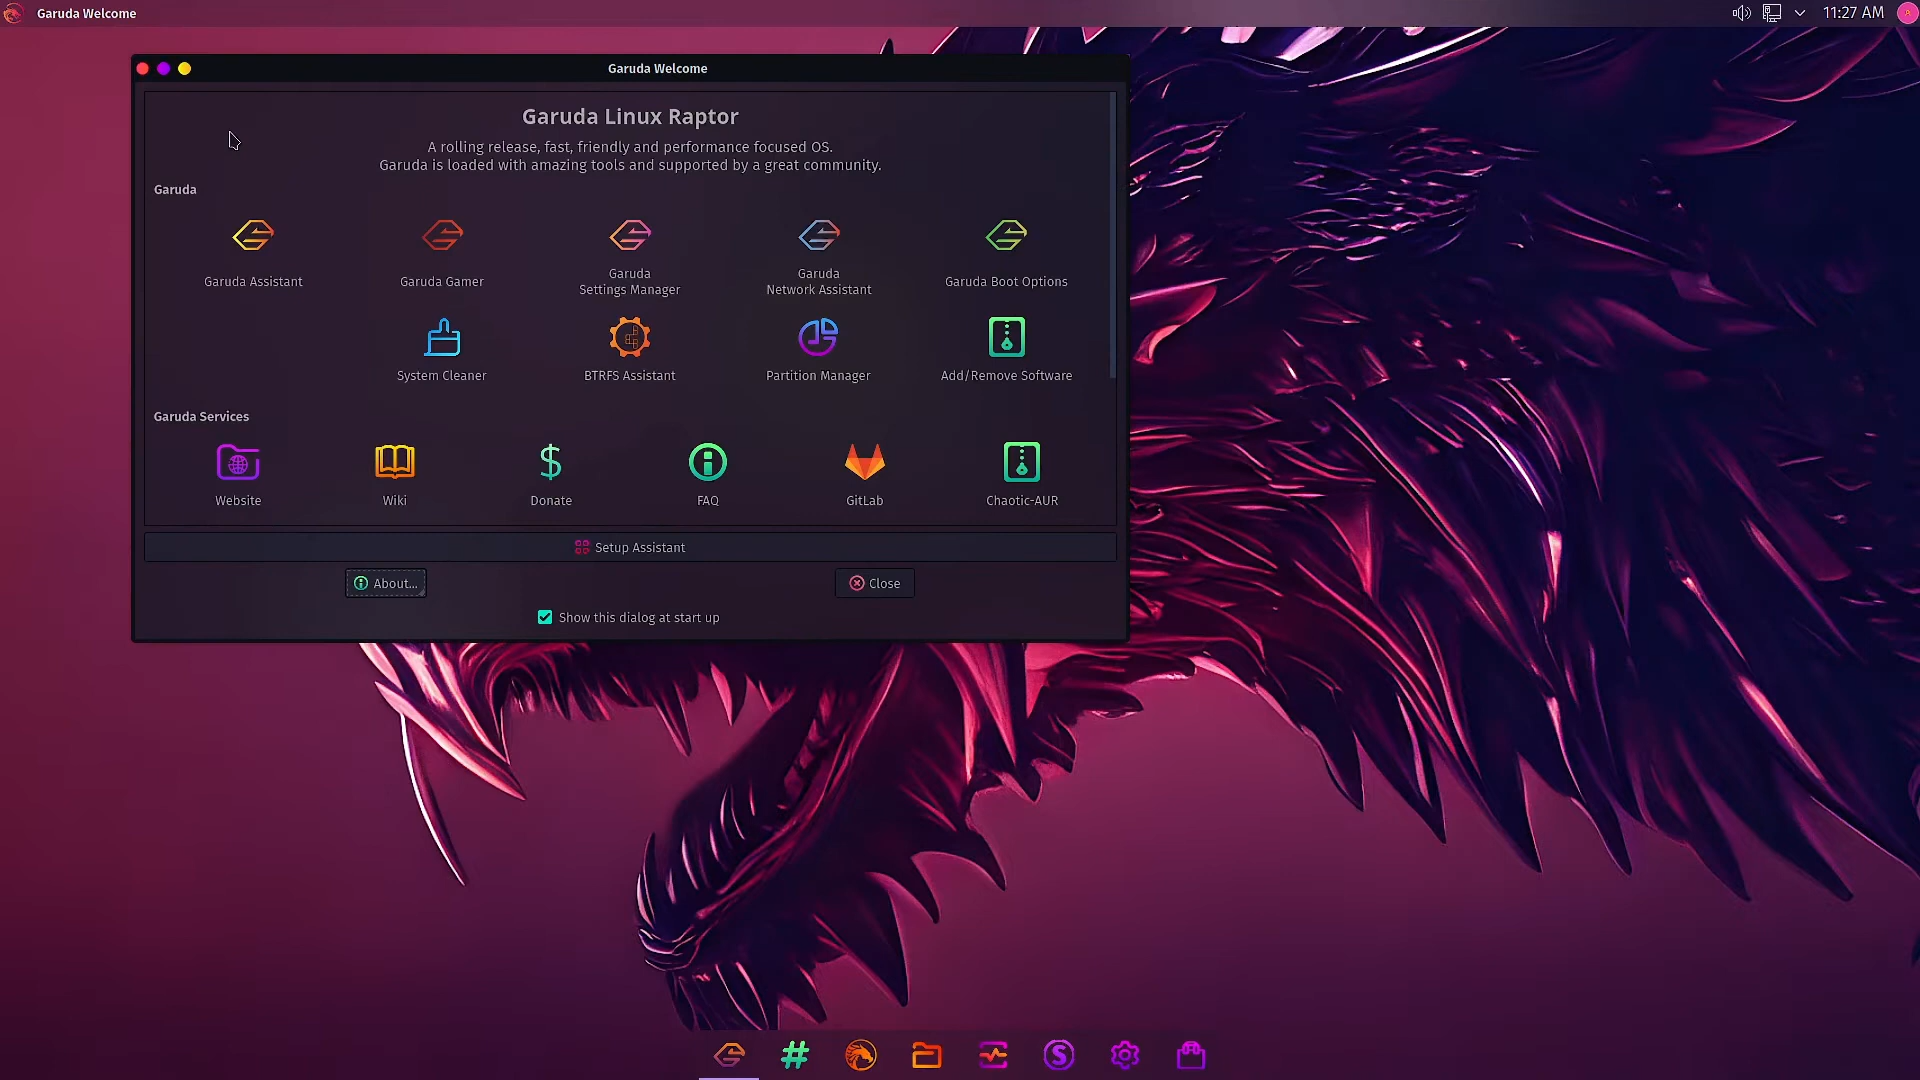 Garuda Welcome
11:27 AM
Garuda Welcome
Garuda Linux Raptor
A rolling release, fast, friendly and performance focused OS.
Garuda is loaded with amazing tools and supported by a great community.
Garuda
Garuda Assistant
Garuda Gamer
Garuda
Settings Manager
Garuda
Network Assistant
Garuda Boot Options
System Cleaner
BTRFS Assistant
Partition Manager
Add/Remove Software
Garuda Services
Website
Wiki
Donate
FAQ
GitLab
Chaotic-AUR
Setup Assistant
About...
Close
Show this dialog at start up